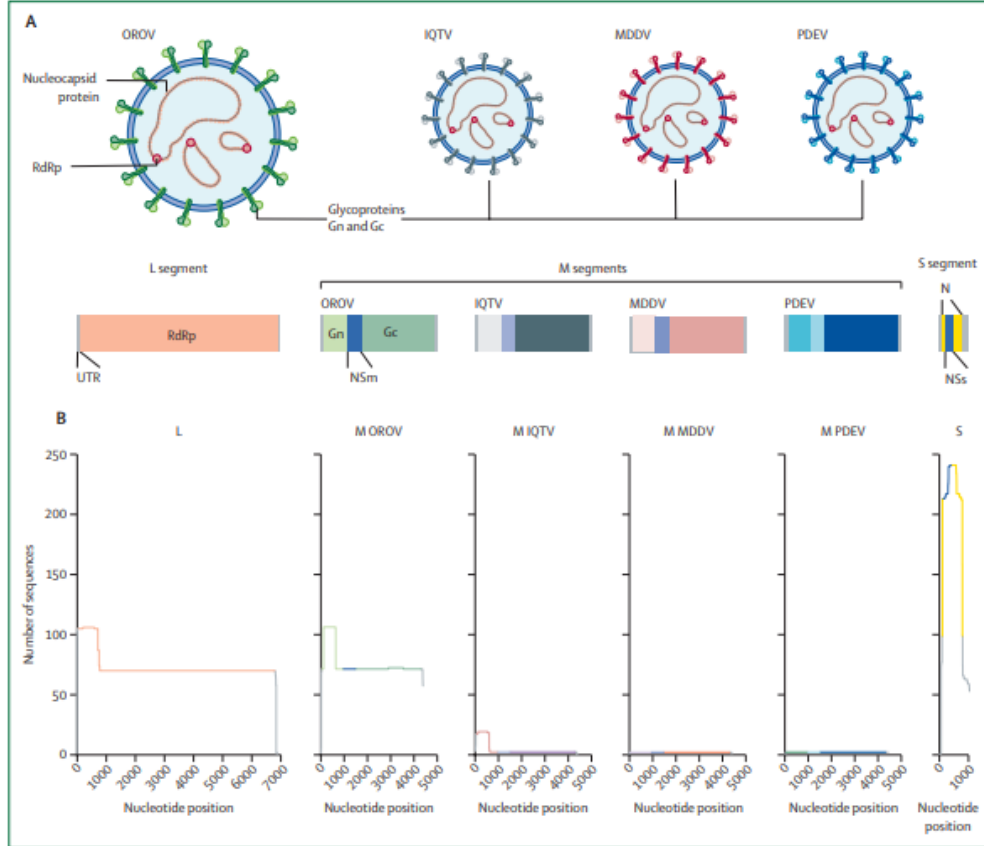 A
OROV
IQTV
MDDV
PDEV
Nucleocapsid
protein
RdRp
Glycoproteins
Gn and Gc
L segment
M segments
S segment
N
OROV
IQTV
MDDV
PDEV
RdRp
Gn
Gc
UTR
NSm
NSs
B
L
M OROV
M IQTV
M MDDV
M PDEV
S
Number of sequences
250
200
150
100
50
0
0 1000 2000 3000 4000 5000 6000 7000
0 1000 2000 3000 4000 5000
0 1000 2000 3000 4000 5000
0 1000 2000 3000 4000 5000
0 1000 2000 3000 4000 5000
0 1000
Nucleotide position
Nucleotide position
Nucleotide position
Nucleotide position
Nucleotide position
Nucleotide
position